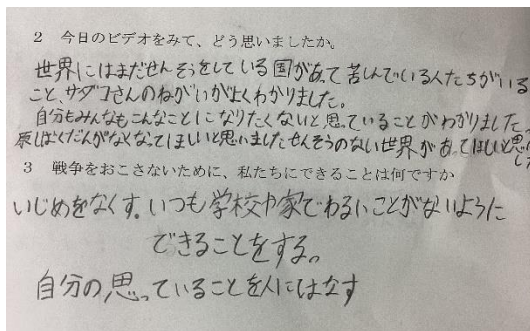 2 今日のビデオをみて、どう思いましたか。
世界にはまだせんそうをしている国があって苦しんでいる人たちがいる
こと、サダコさんのねがいがよくわかりました。
自分もみんなもこんなことになりたくないと思っていることがわかりました。
原しばくだんがなくなってほしいと思いましたせんそうのない世界があってほしいと思いました
3 戦争をおこさないために、私たちにできることは何ですか
いじめをなくす。いつも学校や家でわるいことがないように
できることをする。
自分の思っていることを人にはなす